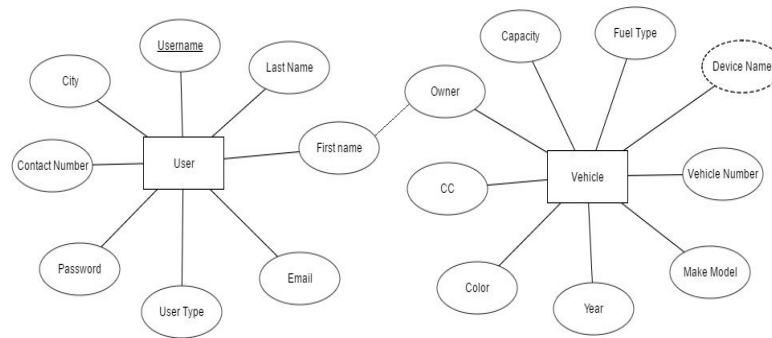 Username
City
Last Name
Contact Number
User
First name
Password
User Type
Email
Capacity
Fuel Type
Device Name
Owner
CC
Vehicle
Vehicle Number
Color
Year
Make Model